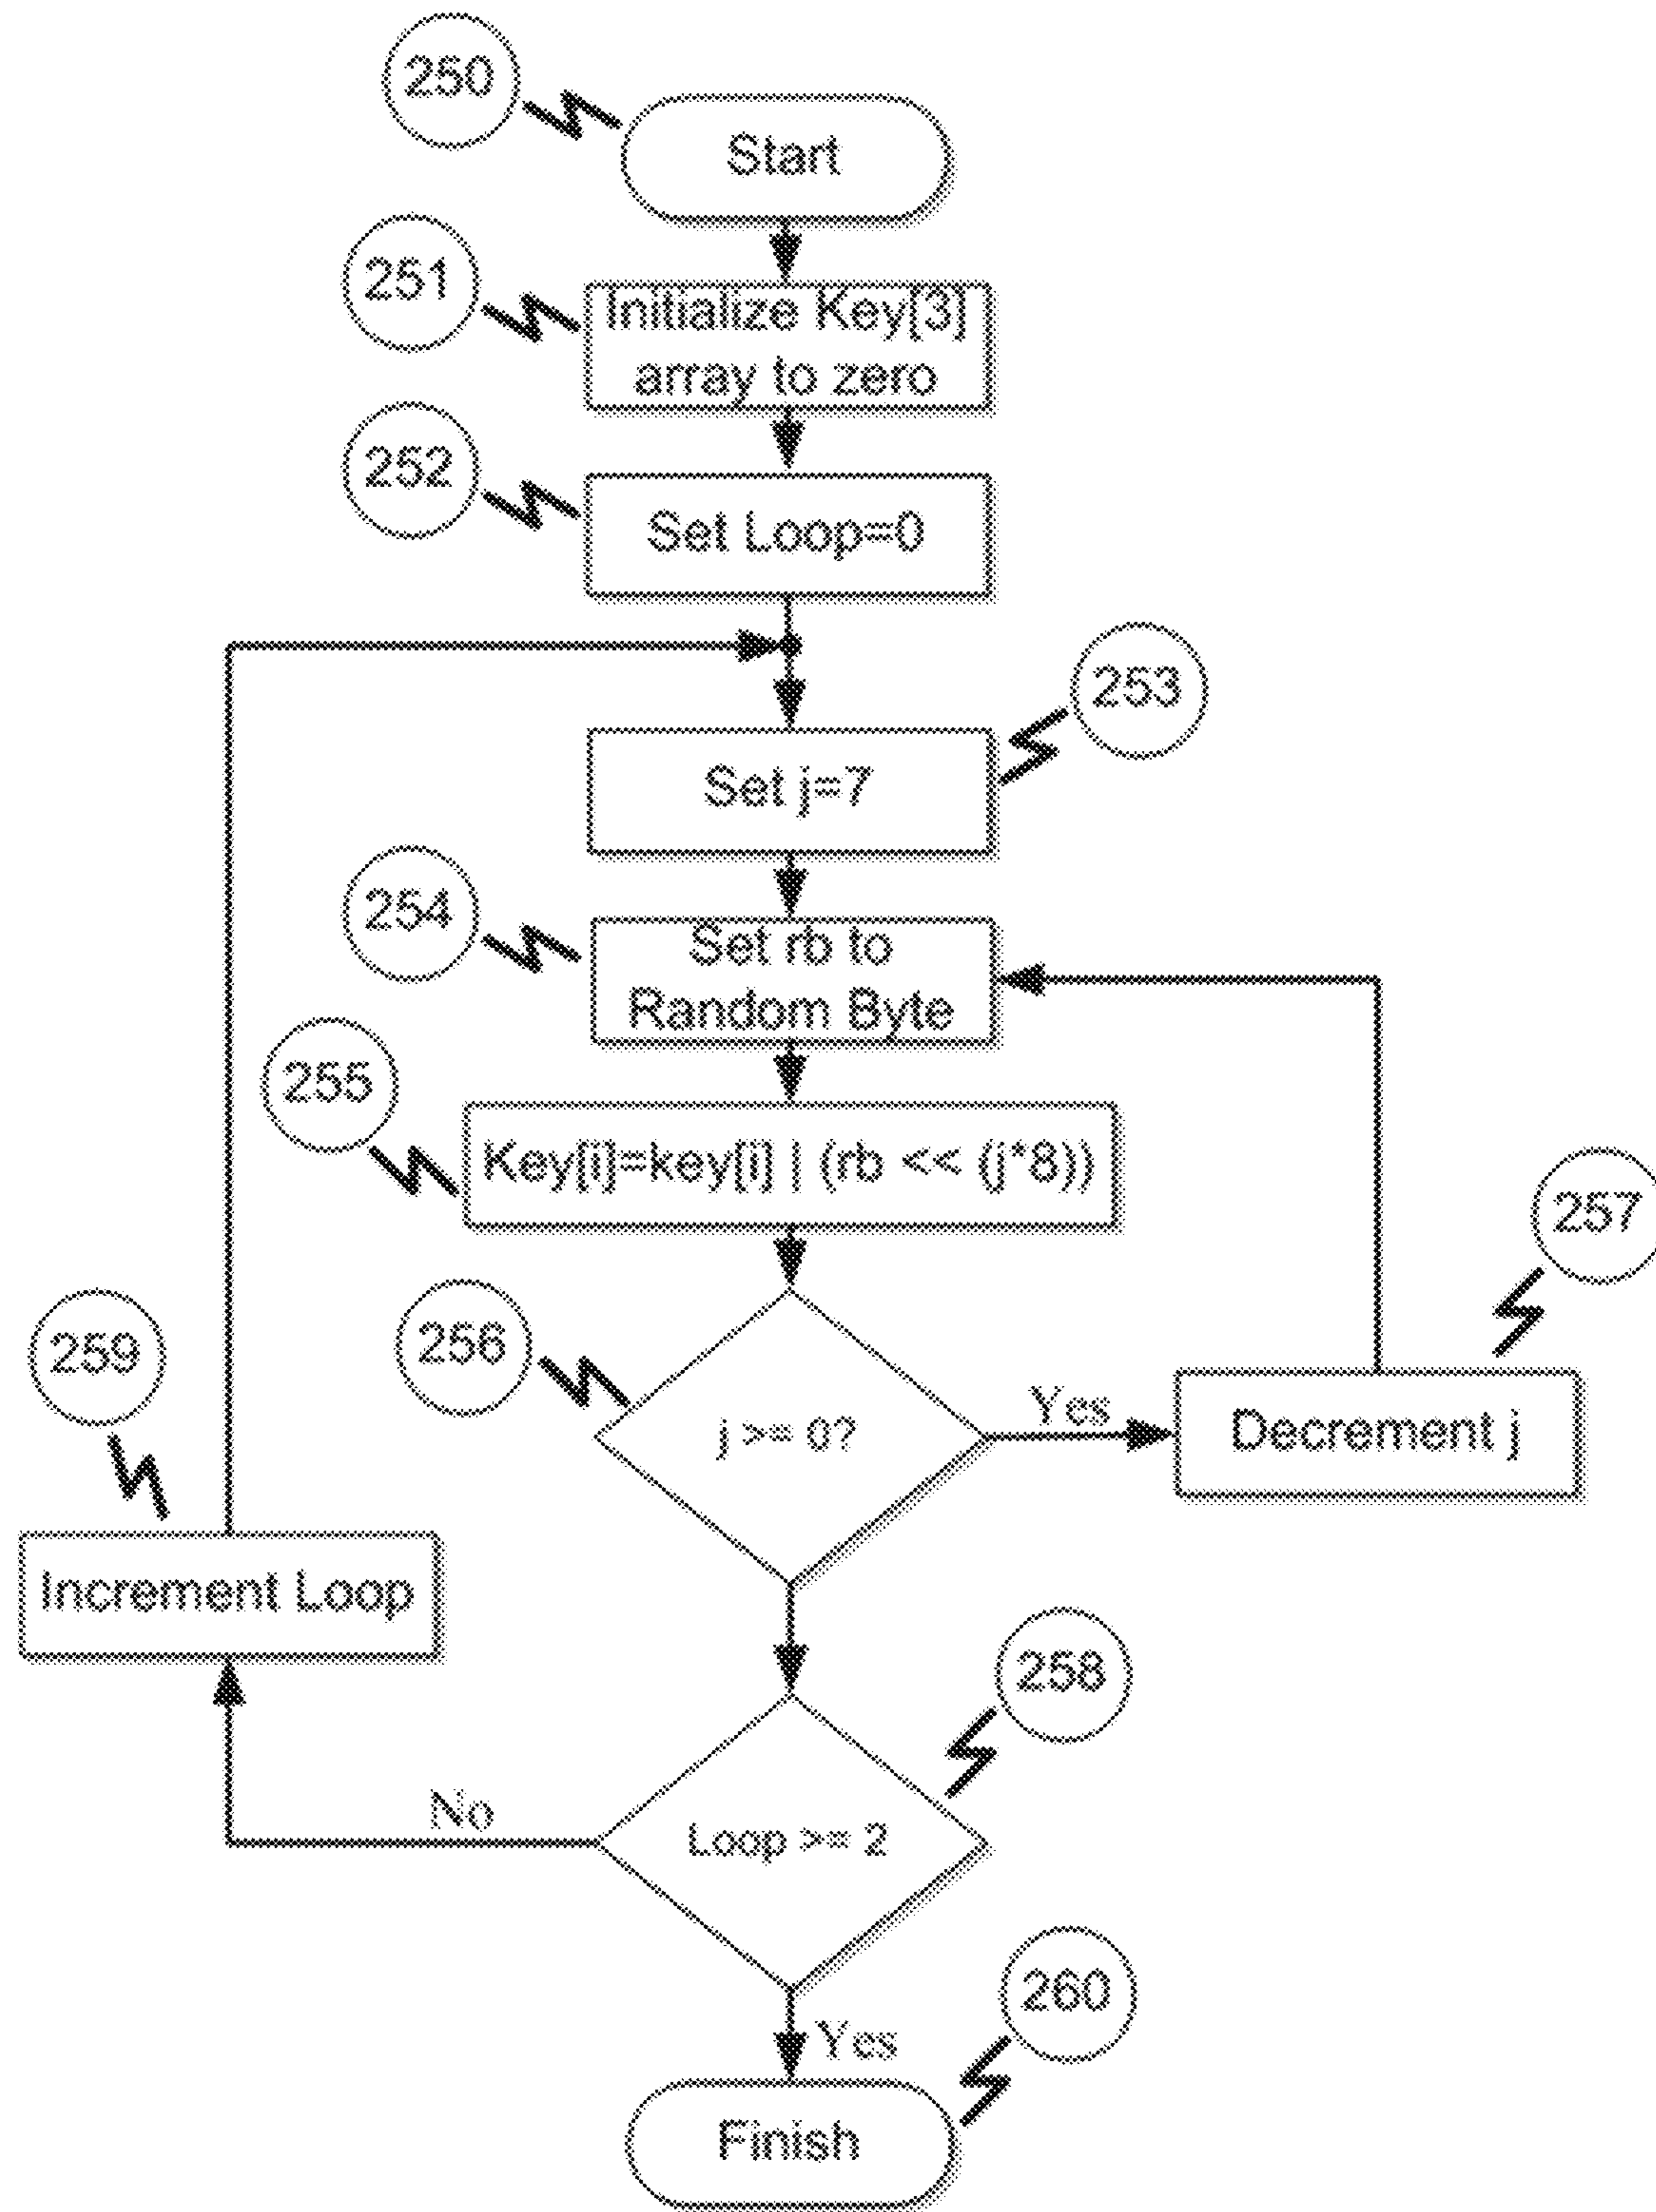 250
Start
251
Initialize Key[3]
array to zero
252
Set Loop=0
253
Set j=7
254
Set rb to
Random Byte
255
Key[i]=key[i] | (rb << (j*8))
256
j >= 0?
Yes
257
Decrement j
259
Increment Loop
258
Loop >= 2
No
Yes
260
Finish